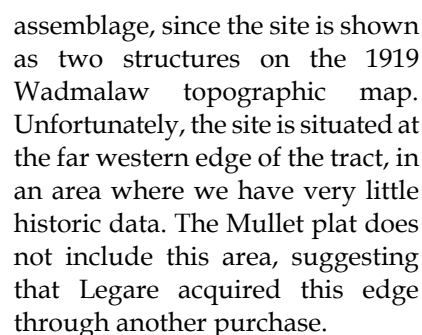 assemblage, since the site is shown
as two structures on the 1919
Wadmalaw topographic map.
Unfortunately, the site is situated at
the far western edge of the tract, in
an area where we have very little
historic data. The Mullet plat does
not include this area, suggesting
that Legare acquired this edge
through another purchase.